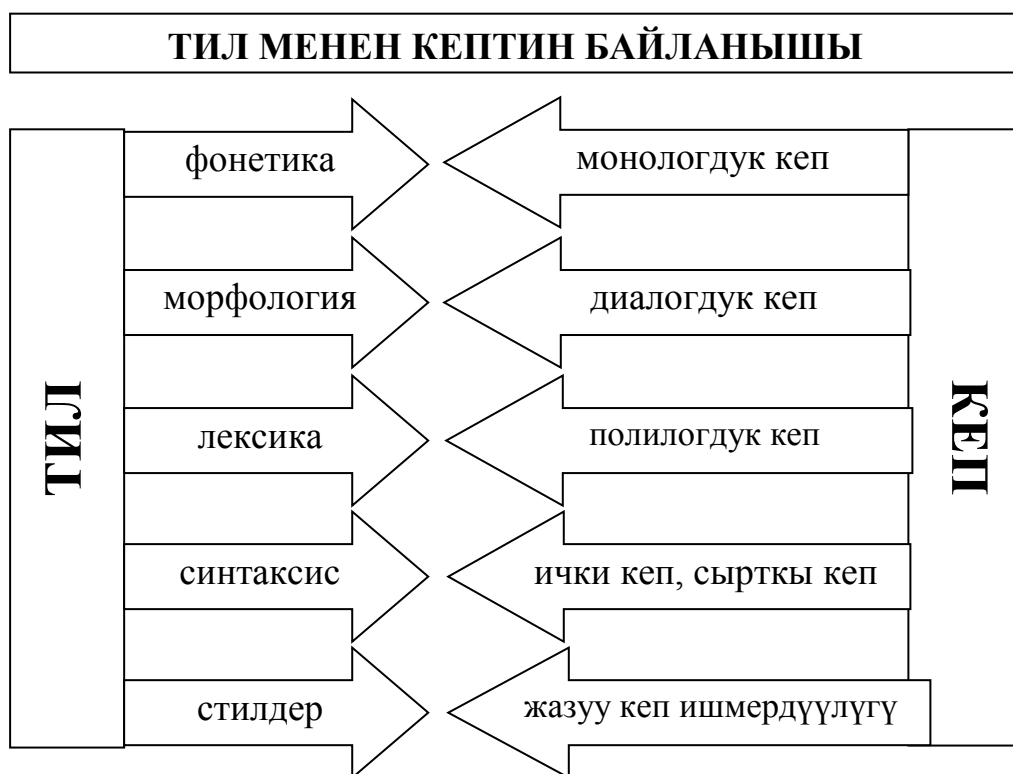 ТИЛ МЕНЕН КЕПТИН БАЙЛАНЫШЫ
ТИЛ
фонетика
морфология
лексика
синтаксис
стилдер
монологдук кеп
диалогдук кеп
полилогдук кеп
ички кеп, сырткы кеп
жазуу кеп ишмердүүлүгү
КЕП